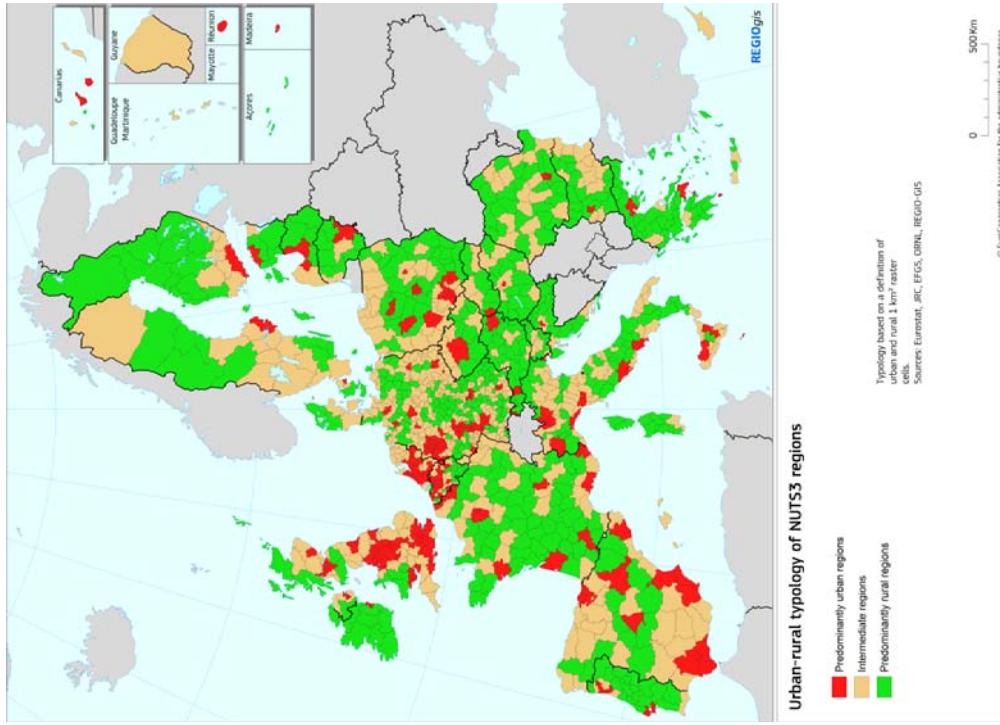 Canarias
Guadeloupe
Martinique
Guyane
Mayotte
Réunion
Açores
Madeira
REGIOgis
Urban-rural typology of NUTS3 regions
Predominantly urban regions
Intermediate regions
Predominantly rural regions
Typology based on a definition of
urban and rural 1 km² raster
cells.
Sources: Eurostat, JRC, EFGS, ORNL, REGIO-GIS
0 500 Km